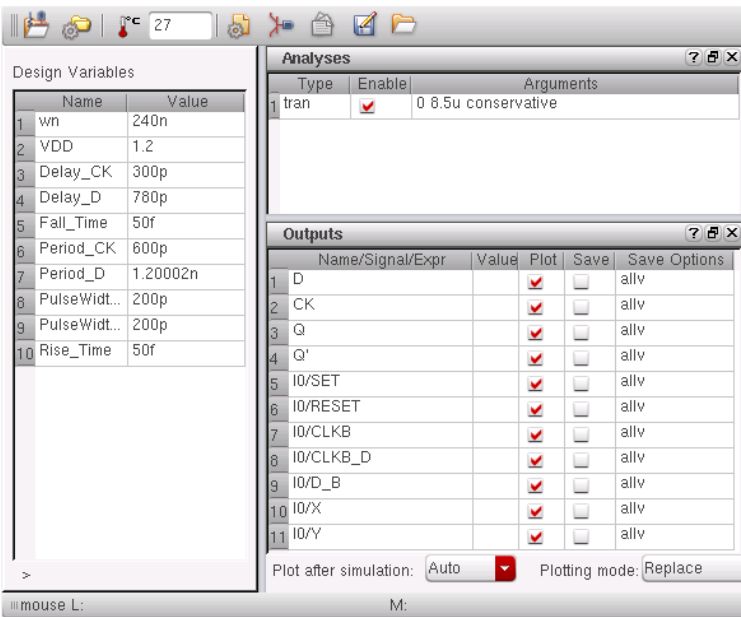 °C 27
Design Variables
Name Value
1 wn 240n
2 VDD 1.2
3 Delay_CK 300p
4 Delay_D 780p
5 Fall_Time 50f
6 Period_CK 600p
7 Period_D 1.20002n
8 PulseWidt... 200p
9 PulseWidt... 200p
10 Rise_Time 50f
>
Analyses ?
Type Enable Arguments
1 tran 0 8.5u conservative
Outputs ?
Name/Signal/Expr Value Plot Save Save Options
1 D allv
2 CK allv
3 Q allv
4 Q' allv
5 I0/SET allv
6 I0/RESET allv
7 I0/CLKB allv
8 I0/CLKB_D allv
9 I0/D_B allv
10 I0/X allv
11 I0/Y allv
Plot after simulation: Auto Plotting mode: Replace
mouse L: M: